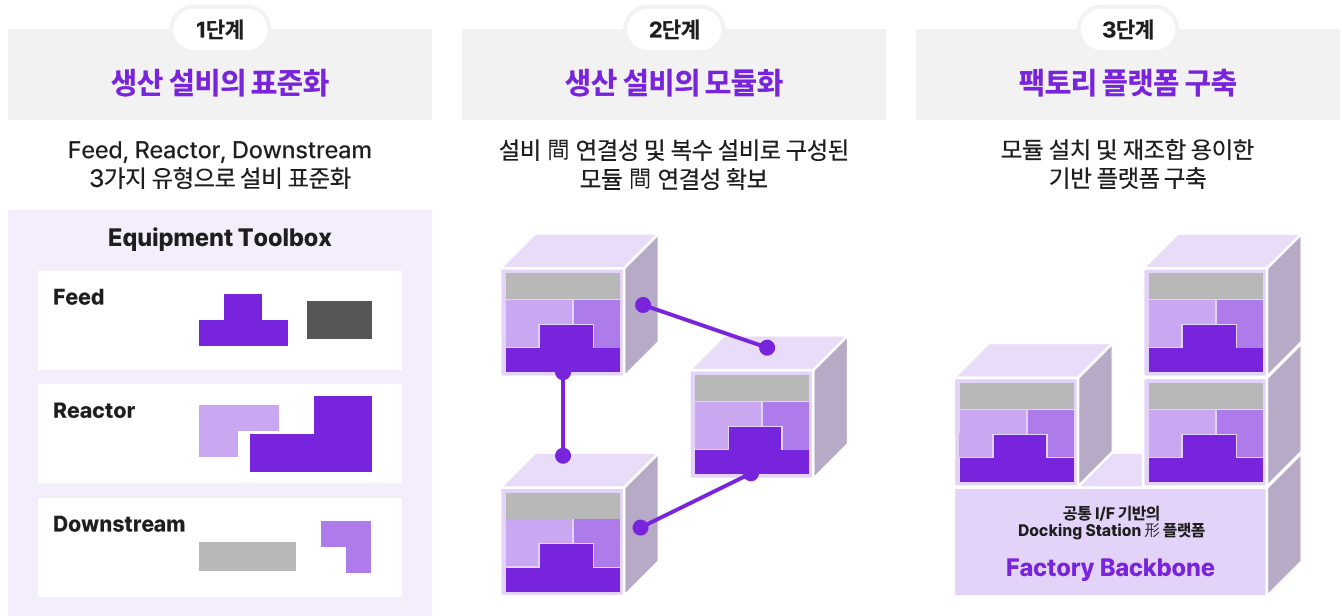 1단계
생산 설비의 표준화
Feed, Reactor, Downstream
3가지 유형으로 설비 표준화
Equipment Toolbox
Feed
Reactor
Downstream
2단계
생산 설비의 모듈화
설비 間 연결성 및 복수 설비로 구성된
모듈 間 연결성 확보
3단계
팩토리 플랫폼 구축
모듈 설치 및 재조합 용이한
기반 플랫폼 구축
공통 I/F 기반의
Docking Station 形 플랫폼
Factory Backbone